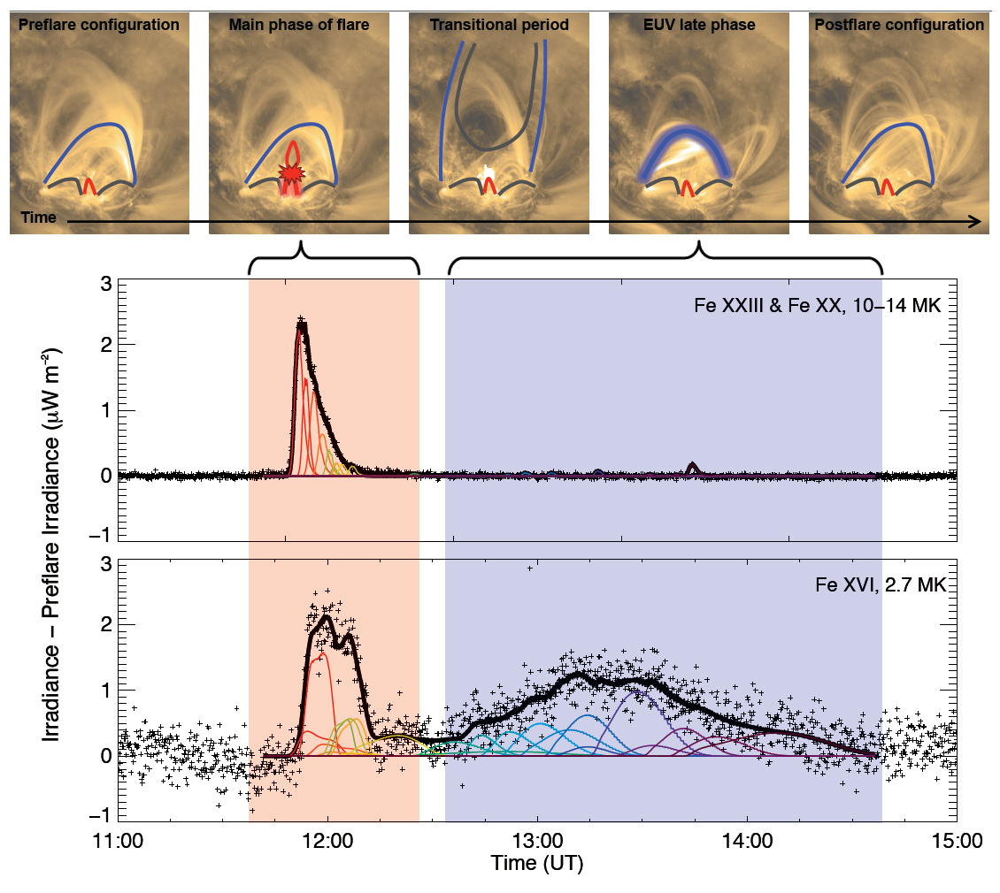 Preflare configuration
Main phase of flare
Transitional period
EUV late phase
Postflare configuration
Time
3
2
1
0
−1
Fe XXIII & Fe XX, 10−14 MK
Irradiance − Preflare Irradiance (μW m⁻²)
3
2
1
0
−1
Fe XVI, 2.7 MK
11:00 12:00 13:00 14:00 15:00
Time (UT)